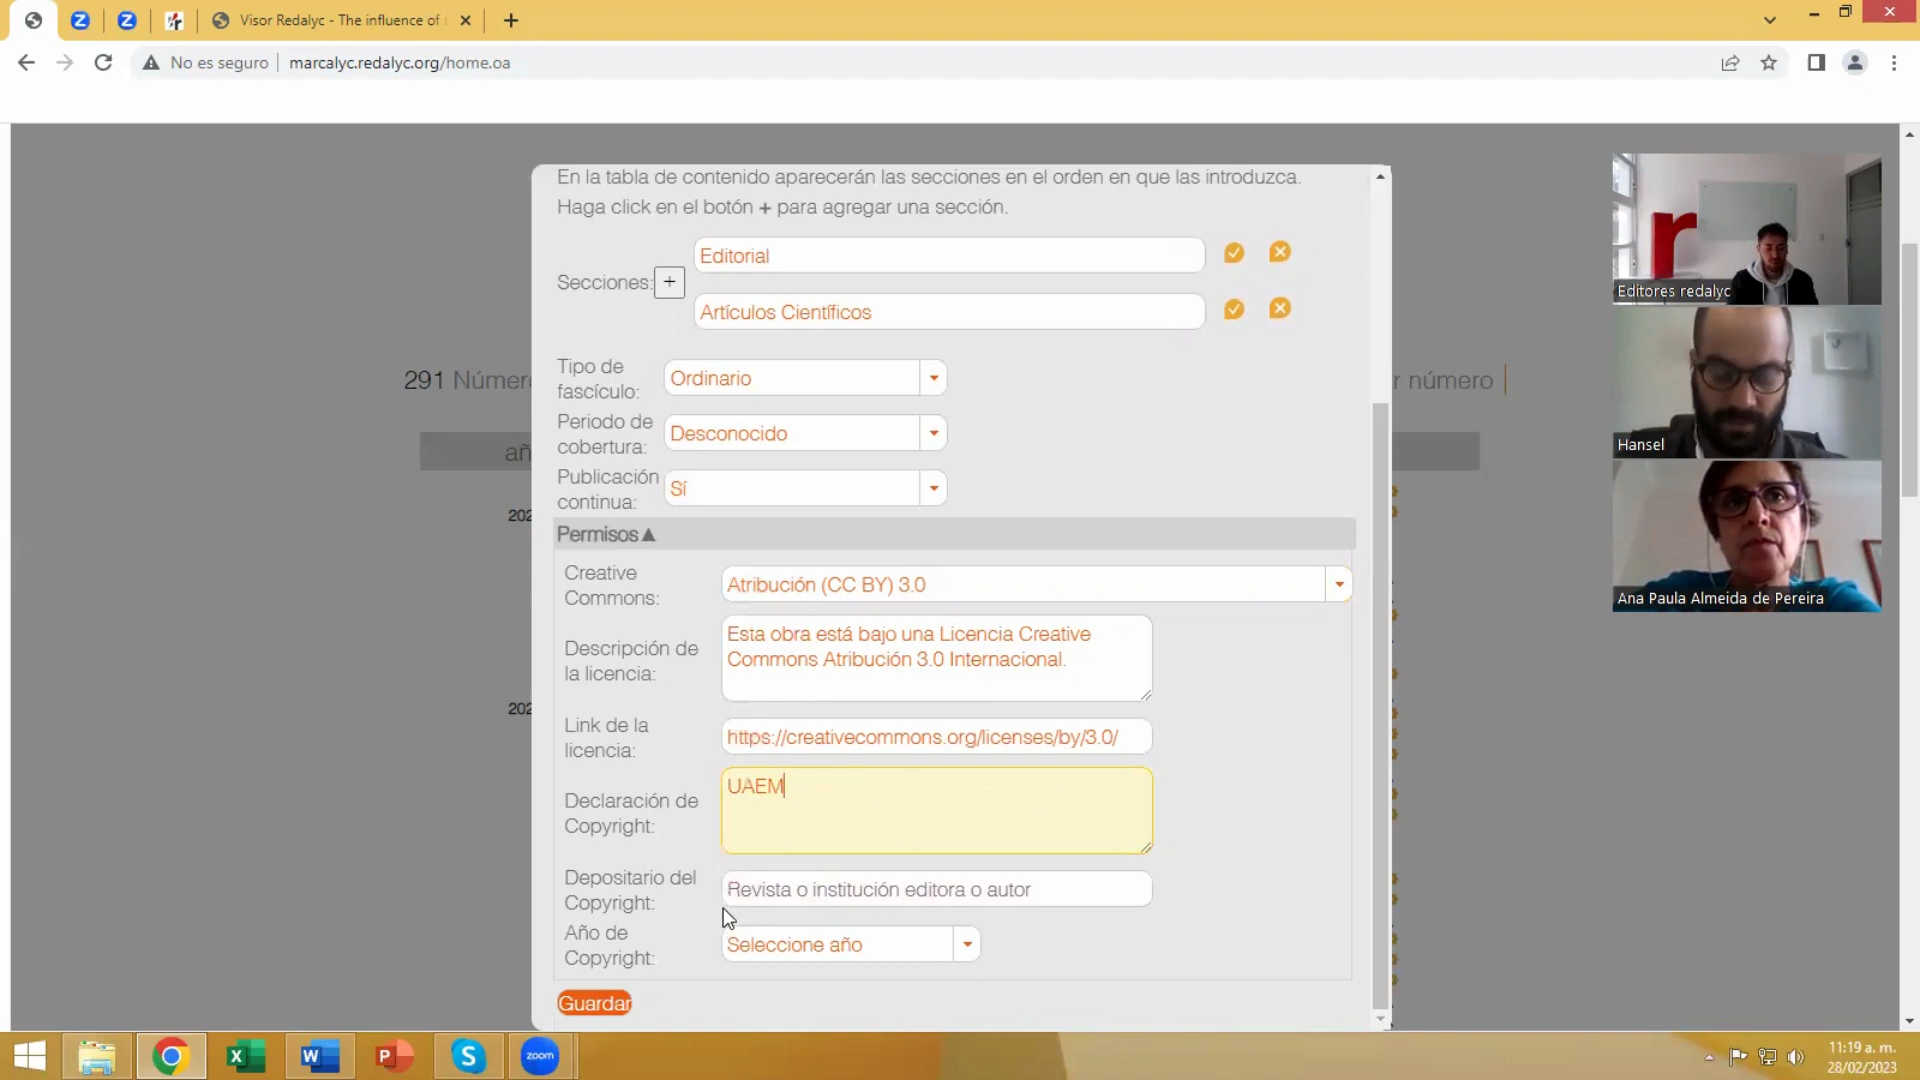 Visor Redalyc - The influence of
No es seguro
marcalyc.redalyc.org/home.oa
En la tabla de contenido aparecerán las secciones en el orden en que las introduzca.
Haga click en el botón + para agregar una sección.
Secciones: +
Editorial
Artículos Científicos
Tipo de
fascículo:
Ordinario
Periodo de
cobertura:
Desconocido
Publicación
continua:
Sí
Permisos▲
Creative
Commons:
Atribución (CC BY) 3.0
Descripción de
la licencia:
Esta obra está bajo una Licencia Creative
Commons Atribución 3.0 Internacional.
Link de la
licencia:
https://creativecommons.org/licenses/by/3.0/
Declaración de
Copyright:
UAEM
Depositario del
Copyright:
Revista o institución editora o autor
Año de
Copyright:
Seleccione año
Guardar
291 Número
r número
añ
202
202
Editores redalyc
Hansel
Ana Paula Almeida de Pereira
zoom
11:19 a. m.
28/02/2023